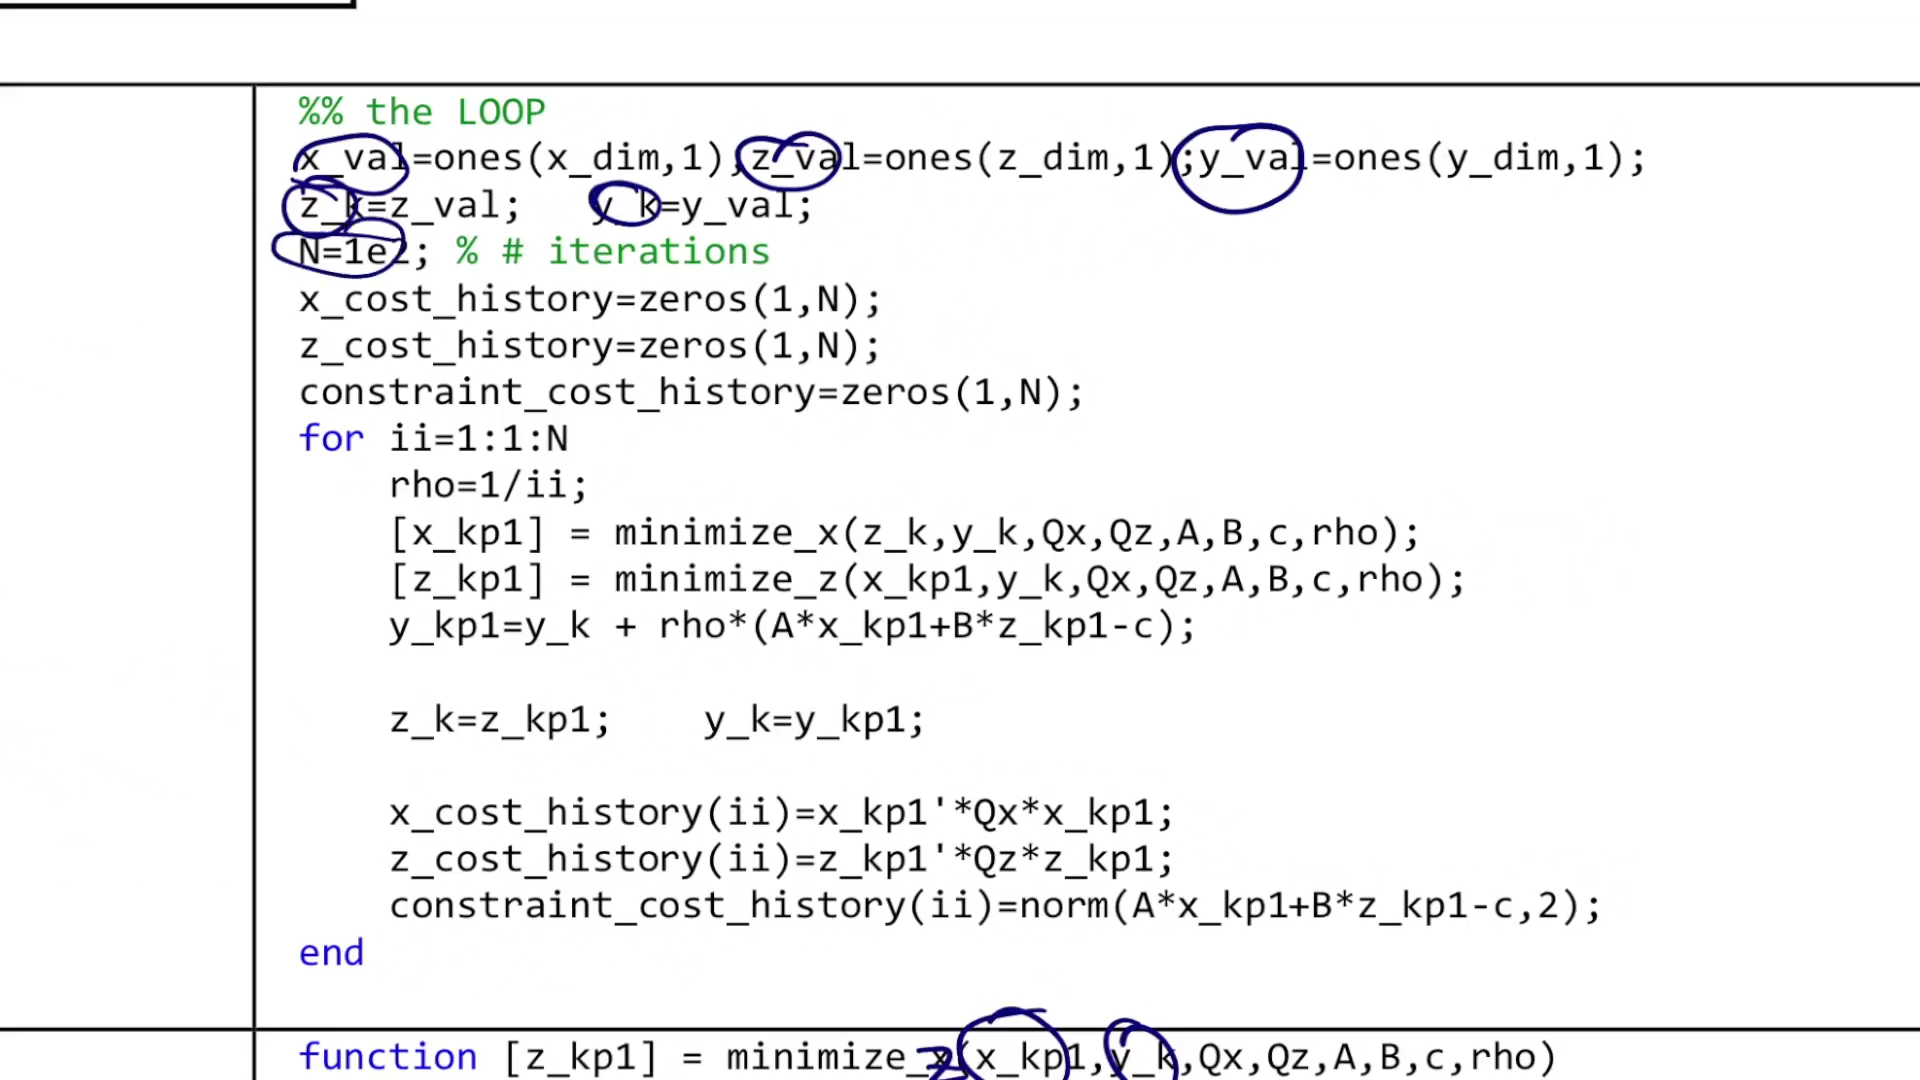 %% the LOOP
x_val=ones(x_dim,1);z_val=ones(z_dim,1);y_val=ones(y_dim,1);
z_k=z_val;   y_k=y_val;
N=1e2; % # iterations
x_cost_history=zeros(1,N);
z_cost_history=zeros(1,N);
constraint_cost_history=zeros(1,N);
for ii=1:1:N
    rho=1/ii;
    [x_kp1] = minimize_x(z_k,y_k,Qx,Qz,A,B,c,rho);
    [z_kp1] = minimize_z(x_kp1,y_k,Qx,Qz,A,B,c,rho);
    y_kp1=y_k + rho*(A*x_kp1+B*z_kp1-c);
    z_k=z_kp1;    y_k=y_kp1;
    x_cost_history(ii)=x_kp1'*Qx*x_kp1;
    z_cost_history(ii)=z_kp1'*Qz*z_kp1;
    constraint_cost_history(ii)=norm(A*x_kp1+B*z_kp1-c,2);
end
function [z_kp1] = minimize_z(x_kp1,y_k,Qx,Qz,A,B,c,rho)